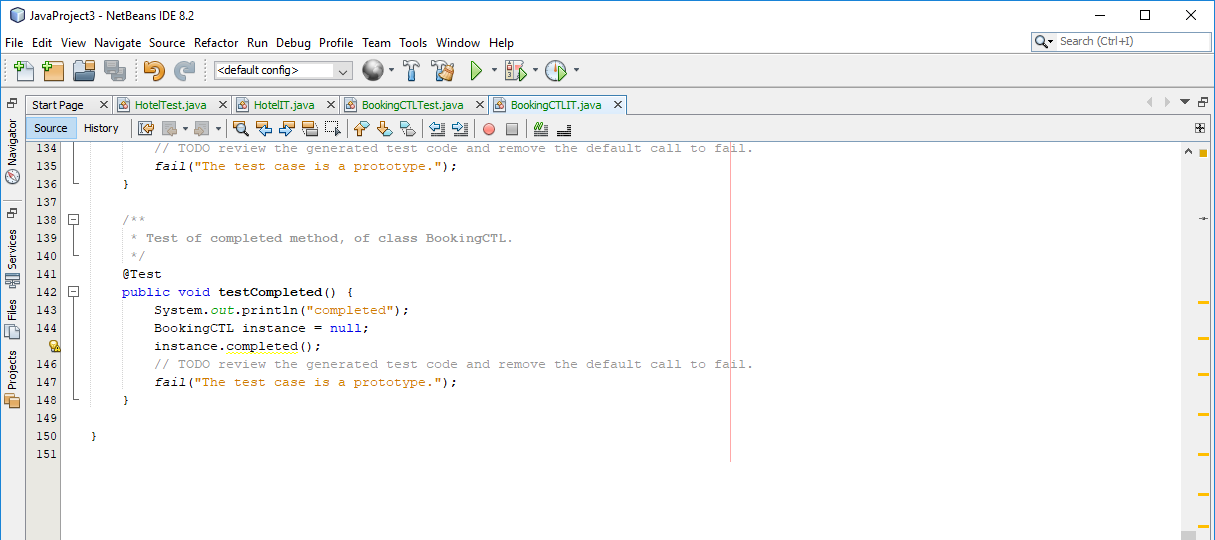 JavaProject3 - NetBeans IDE 8.2
File Edit View Navigate Source Refactor Run Debug Profile Team Tools Window Help
Search (Ctrl+I)
<default config>
Start Page HotelTest.java HotelIT.java BookingCTLTest.java BookingCTLIT.java
Source History
Navigator
Services
Files
Projects
134 // TODO review the generated test code and remove the default call to fail.
135 fail("The test case is a prototype.");
136 }
137
138 /**
139 * Test of completed method, of class BookingCTL.
140 */
141 @Test
142 public void testCompleted() {
143 System.out.println("completed");
144 BookingCTL instance = null;
instance.completed();
146 // TODO review the generated test code and remove the default call to fail.
147 fail("The test case is a prototype.");
148 }
149
150 }
151